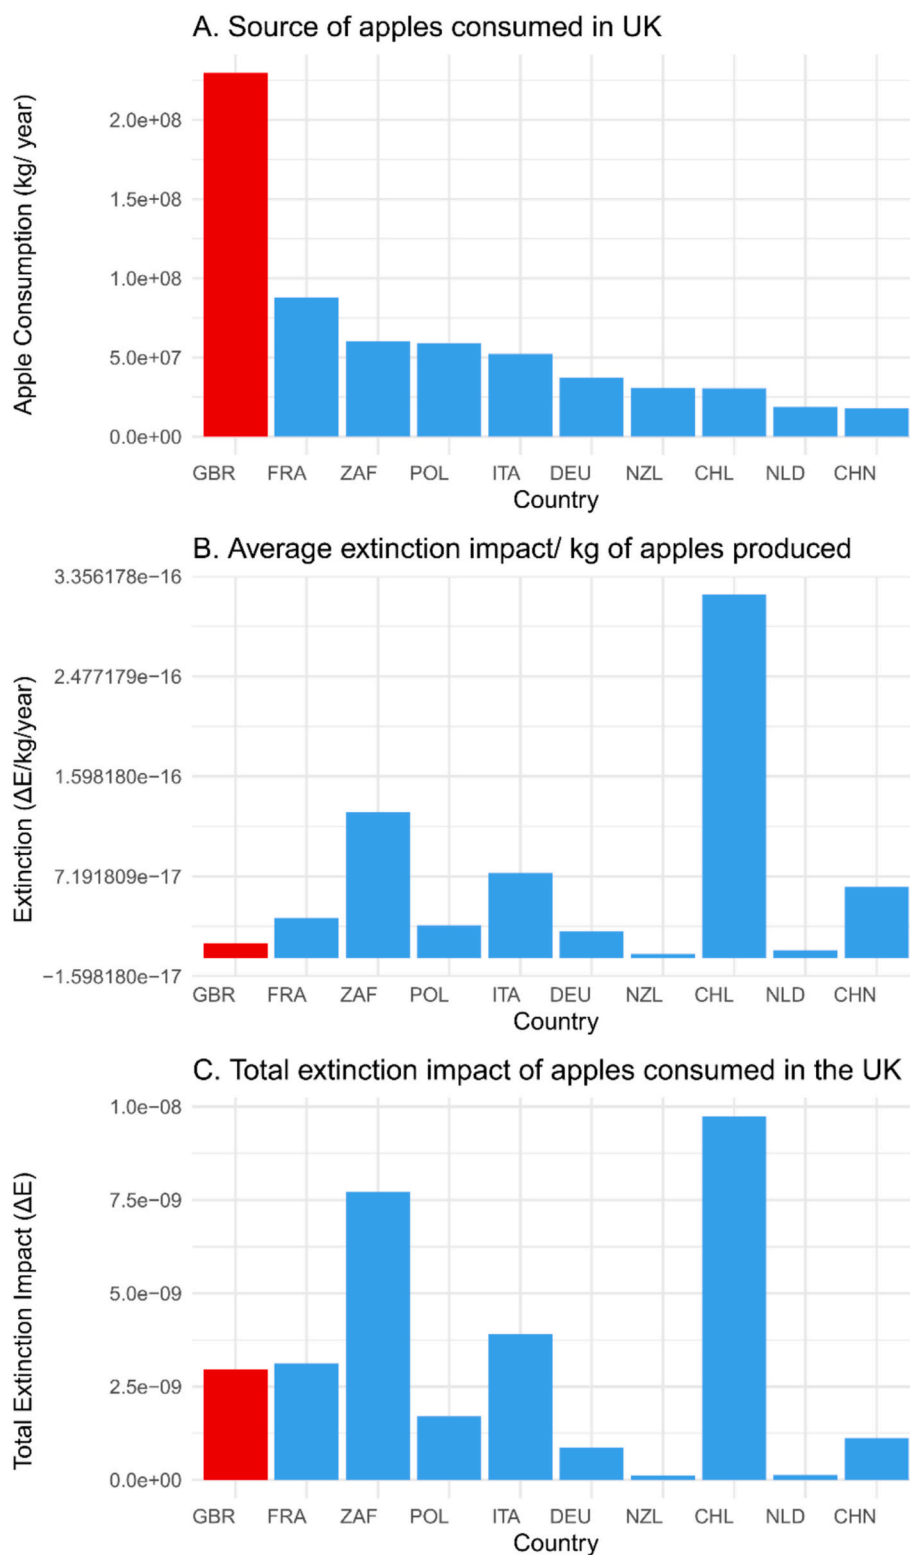 A. Source of apples consumed in UK
Apple Consumption (kg/ year)
2.0e+08
1.5e+08
1.0e+08
5.0e+07
0.0e+00
GBR FRA ZAF POL ITA DEU NZL CHL NLD CHN
Country
B. Average extinction impact/ kg of apples produced
Extinction (ΔE/kg/year)
3.356178e−16
2.477179e−16
1.598180e−16
7.191809e−17
−1.598180e−17
GBR FRA ZAF POL ITA DEU NZL CHL NLD CHN
Country
C. Total extinction impact of apples consumed in the UK
Total Extinction Impact (ΔE)
1.0e−08
7.5e−09
5.0e−09
2.5e−09
0.0e+00
GBR FRA ZAF POL ITA DEU NZL CHL NLD CHN
Country